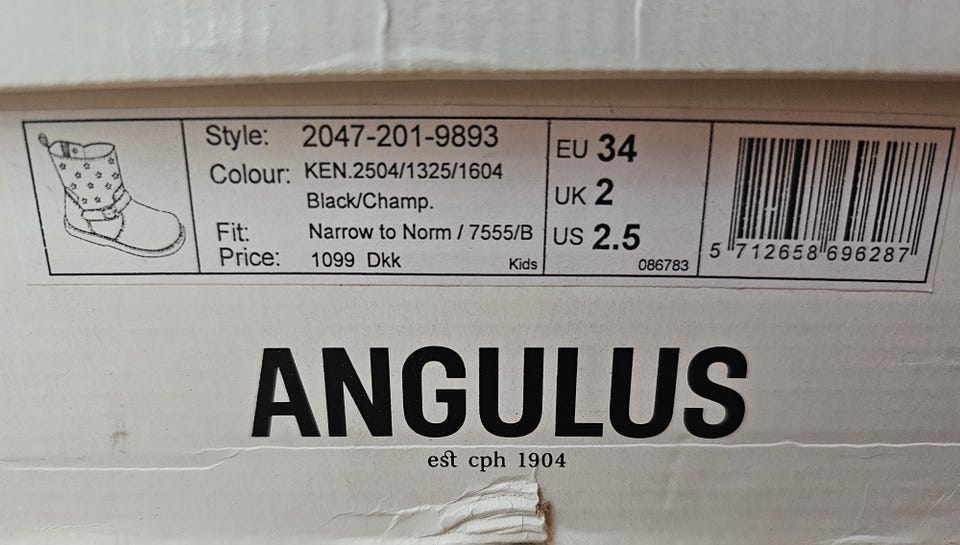 Style: 2047-201-9893
Colour: KEN.2504/1325/1604
Black/Champ.
Fit: Narrow to Norm / 7555/B
Price: 1099 Dkk Kids
EU 34
UK 2
US 2.5
086783
5 712658 696287
ANGULUS
est cph 1904